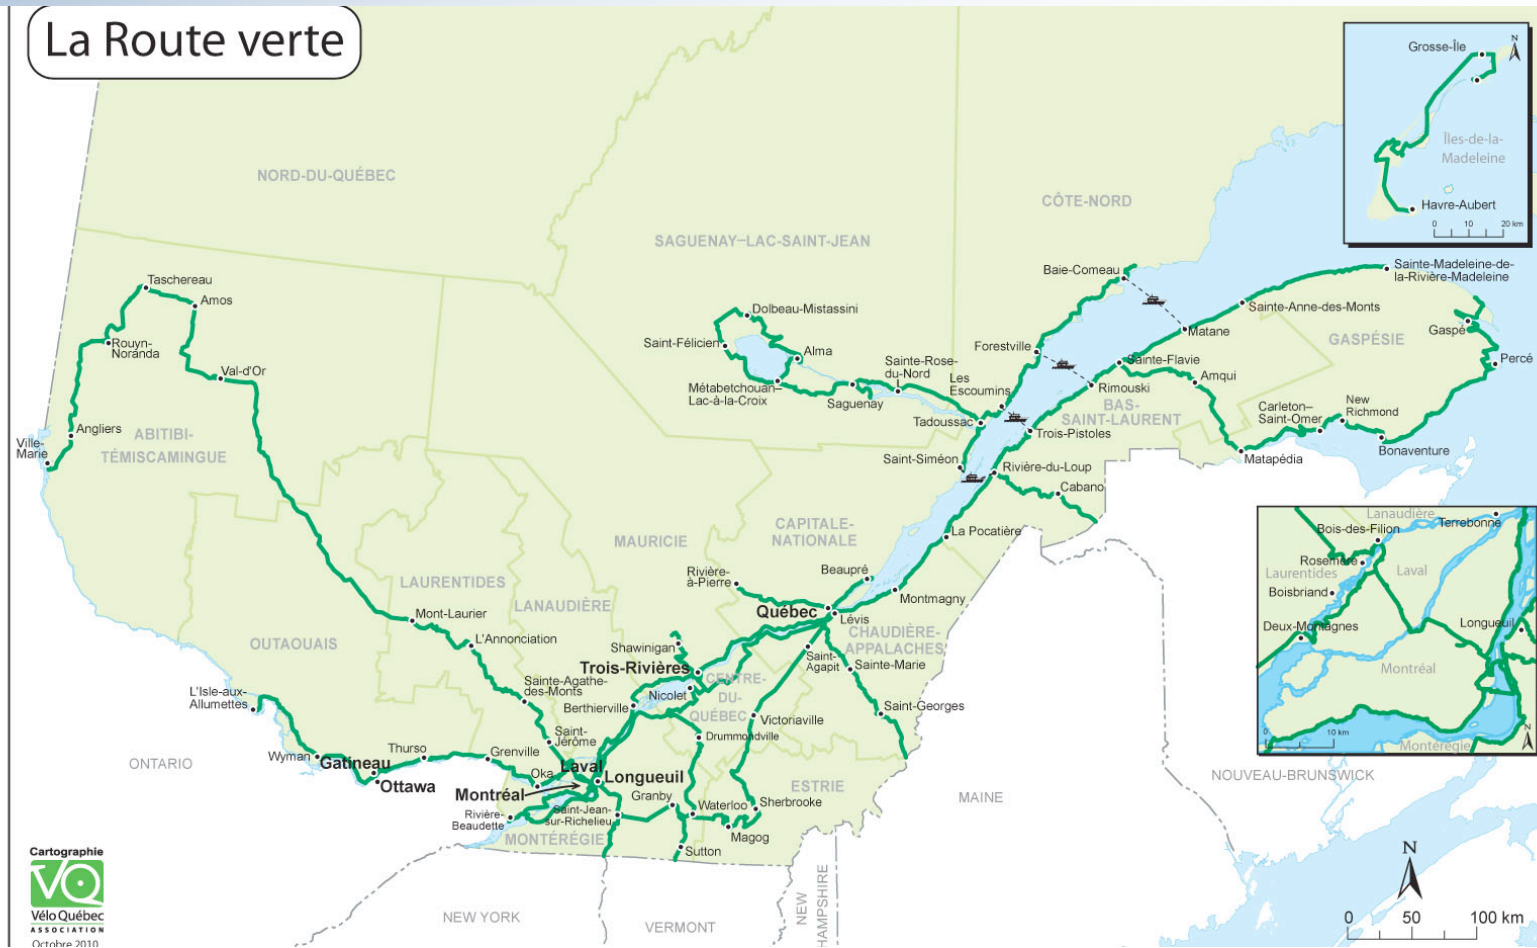 La Route verte
NORD-DU-QUÉBEC
SAGUENAY–LAC-SAINT-JEAN
CÔTE-NORD
Grosse-Île
N
Îles-de-la-
Madeleine
Havre-Aubert
0 10 20 km
Taschereau
Amos
Rouyn-
Noranda
Val-d'Or
Angliers
Ville-
Marie
ABITIBI-
TÉMISCAMINGUE
Dolbeau-Mistassini
Saint-Félicien
Alma
Métabetchouan–
Lac-à-la-Croix
Saguenay
Sainte-Rose-
du-Nord
Les
Escoumins
Tadoussac
Baie-Comeau
Forestville
Saint-Siméon
Sainte-Madeleine-de-
la-Rivière-Madeleine
Sainte-Anne-des-Monts
Matane
GASPÉSIE
Gaspé
Percé
Sainte-Flavie
Amqui
Rimouski
BAS-
SAINT-LAURENT
Trois-Pistoles
Carleton–
Saint-Omer
New
Richmond
Bonaventure
Matapédia
Rivière-du-Loup
Cabano
La Pocatière
CAPITALE-
NATIONALE
MAURICIE
LAURENTIDES
LANAUDIÈRE
OUTAOUAIS
Rivière-
à-Pierre
Beaupré
Montmagny
Québec
Lévis
CHAUDIÈRE-
APPALACHES
Saint-
Agapit
Sainte-Marie
Saint-Georges
Mont-Laurier
L'Annonciation
Shawinigan
Trois-Rivières
Nicolet
CENTRE-
DU-
QUÉBEC
Sainte-Agathe-
des-Monts
Berthierville
Victoriaville
Drummondville
L'Isle-aux-
Allumettes
Saint-
Jérôme
Wyman
Gatineau
Ottawa
Thurso
Grenville
Oka
Laval
Longueuil
Montréal
Granby
Waterloo
Sherbrooke
ESTRIE
Rivière-
Beaudette
Saint-Jean-
sur-Richelieu
MONTÉRÉGIE
Magog
Sutton
ONTARIO
NEW YORK
VERMONT
NEW
HAMPSHIRE
MAINE
NOUVEAU-BRUNSWICK
Lanaudière
Bois-des-Filion
Terrebonne
Rosemère
Laurentides
Laval
Boisbriand
Deux-Montagnes
Longueuil
Montréal
0 10 km
Montérégie
N
N
0 50 100 km
Cartographie
VQ
Vélo Québec
ASSOCIATION
Octobre 2010